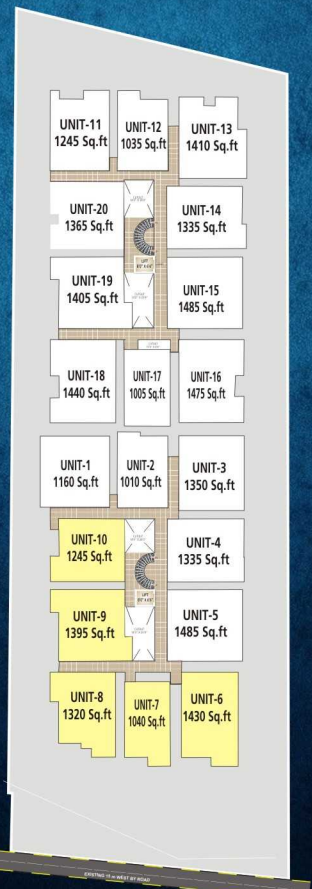 UNIT-11
1245 Sq.ft
UNIT-12
1035 Sq.ft
UNIT-13
1410 Sq.ft
UNIT-20
1365 Sq.ft
UNIT-14
1335 Sq.ft
LIFT
UNIT-19
1405 Sq.ft
UNIT-15
1485 Sq.ft
UNIT-18
1440 Sq.ft
UNIT-17
1005 Sq.ft
UNIT-16
1475 Sq.ft
UNIT-1
1160 Sq.ft
UNIT-2
1010 Sq.ft
UNIT-3
1350 Sq.ft
UNIT-10
1245 Sq.ft
UNIT-4
1335 Sq.ft
LIFT
UNIT-9
1395 Sq.ft
UNIT-5
1485 Sq.ft
UNIT-8
1320 Sq.ft
UNIT-7
1040 Sq.ft
UNIT-6
1430 Sq.ft